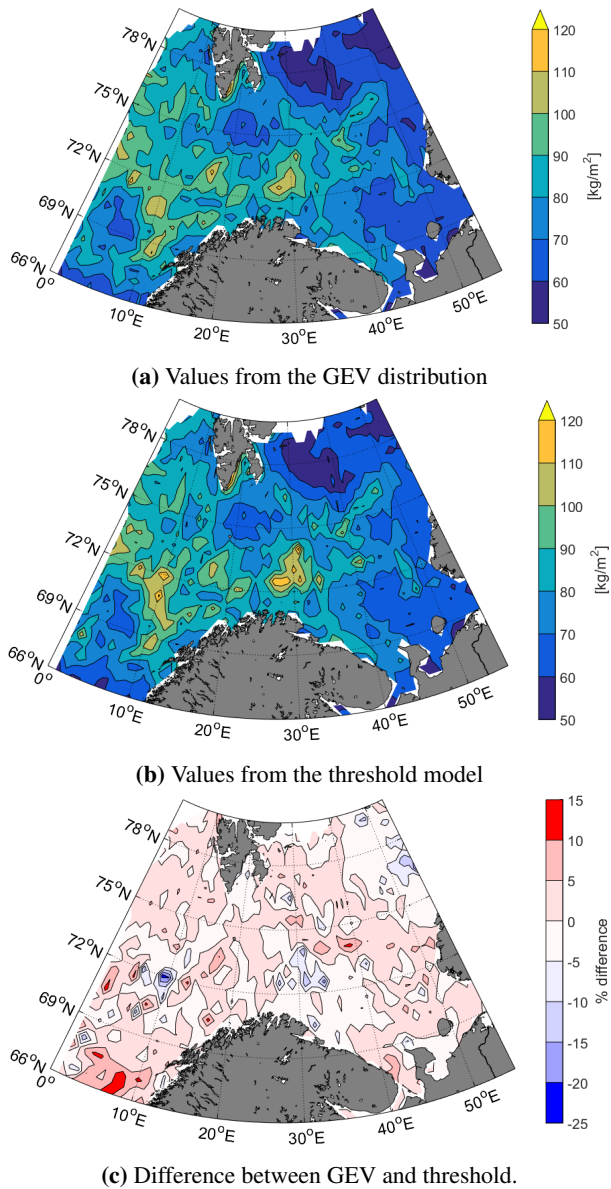 78°N
75°N
72°N
69°N
66°N
0°
10°E
20°E
30°E
40°E
50°E
120
110
100
90
80
70
60
50
[kg/m²]
(a) Values from the GEV distribution
78°N
75°N
72°N
69°N
66°N
0°
10°E
20°E
30°E
40°E
50°E
120
110
100
90
80
70
60
50
[kg/m²]
(b) Values from the threshold model
78°N
75°N
72°N
69°N
66°N
0°
10°E
20°E
30°E
40°E
50°E
15
10
5
0
-5
-10
-15
-20
-25
% difference
(c) Difference between GEV and threshold.